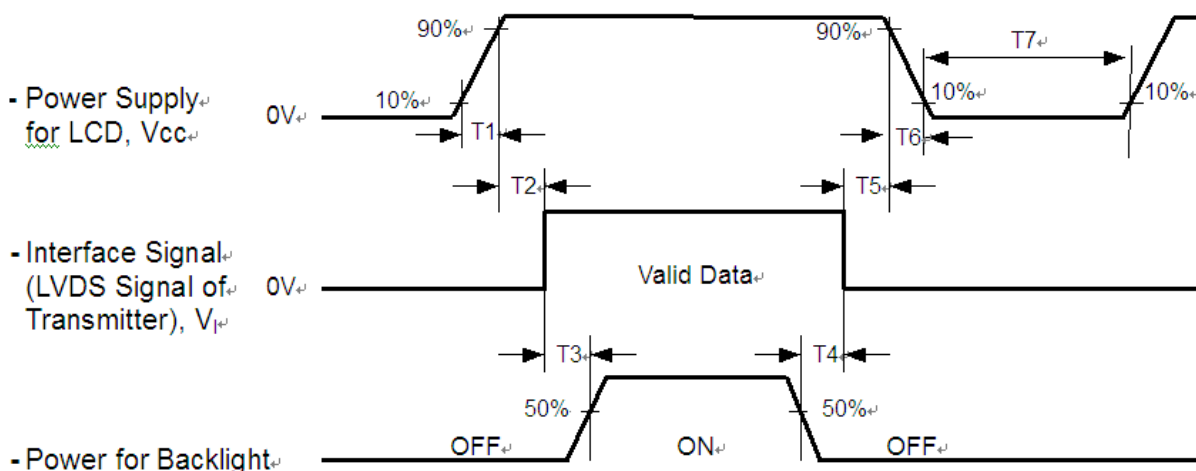 90%
90%
T7
- Power Supply
for LCD, Vcc
0V
10%
10%
10%
T1
T6
T2
T5
- Interface Signal
(LVDS Signal of
Transmitter), VI
0V
Valid Data
T3
T4
50%
50%
- Power for Backlight
OFF
ON
OFF